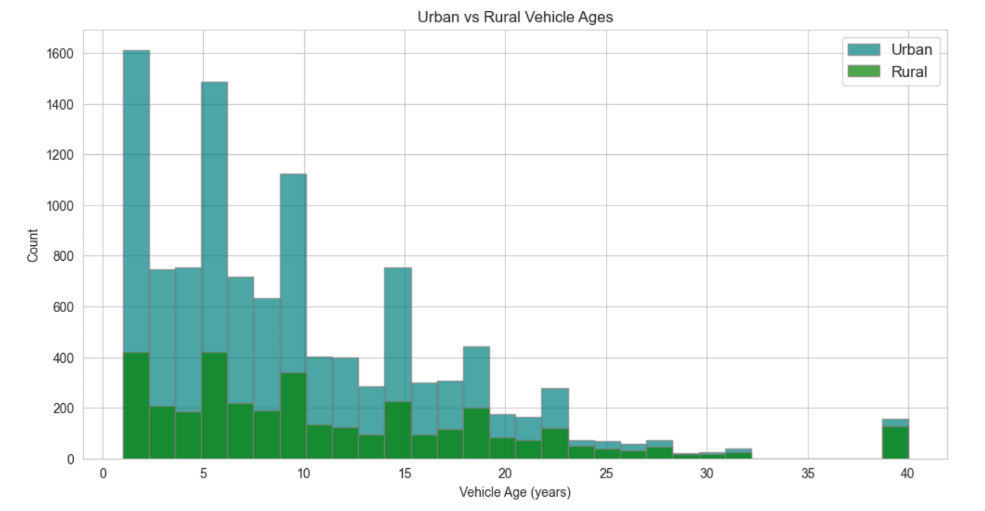 Urban vs Rural Vehicle Ages
Urban
Rural
1600
1400
1200
1000
800
600
400
200
0
Count
0 5 10 15 20 25 30 35 40
Vehicle Age (years)